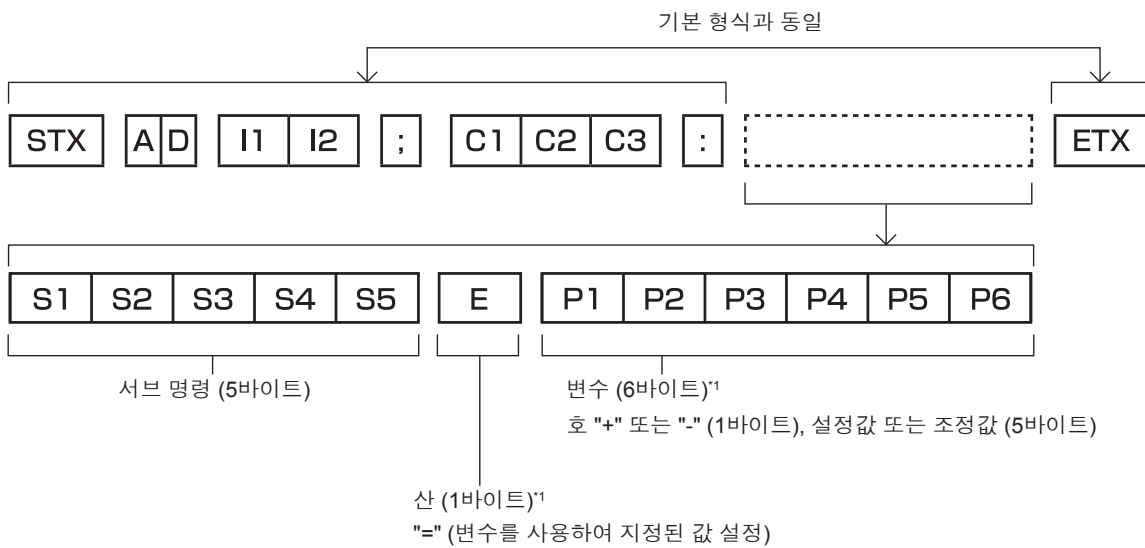 기본 형식과 동일
STX AD I1 I2 ; C1 C2 C3 : ETX
S1 S2 S3 S4 S5 E P1 P2 P3 P4 P5 P6
서브 명령 (5바이트)
변수 (6바이트)*1
호 "+" 또는 "-" (1바이트), 설정값 또는 조정값 (5바이트)
산 (1바이트)*1
"=" (변수를 사용하여 지정된 값 설정)